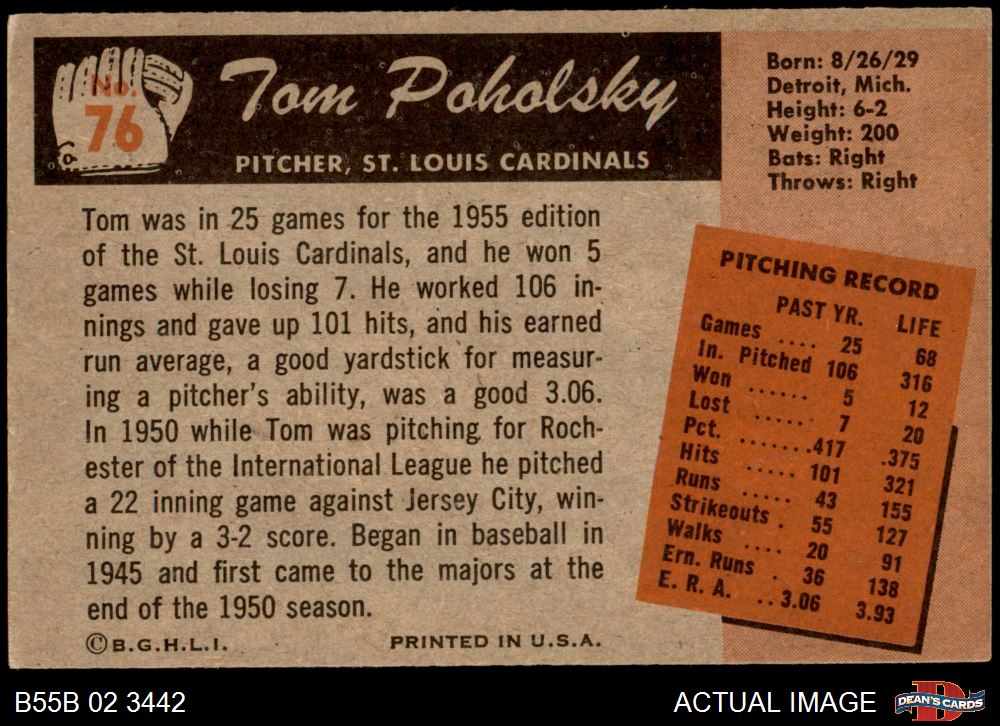 No.
76
Tom Poholsky
PITCHER, ST. LOUIS CARDINALS
Born: 8/26/29
Detroit, Mich.
Height: 6-2
Weight: 200
Bats: Right
Throws: Right
Tom was in 25 games for the 1955 edition
of the St. Louis Cardinals, and he won 5
games while losing 7. He worked 106 in-
nings and gave up 101 hits, and his earned
run average, a good yardstick for measur-
ing a pitcher's ability, was a good 3.06.
In 1950 while Tom was pitching for Roch-
ester of the International League he pitched
a 22 inning game against Jersey City, win-
ning by a 3-2 score. Began in baseball in
1945 and first came to the majors at the
end of the 1950 season.
©B.G.H.L.I. PRINTED IN U.S.A.
PITCHING RECORD
PAST YR. LIFE
Games .... 25 68
In. Pitched 106 316
Won ...... 5 12
Lost ..... 7 20
Pct. .......417 .375
Hits ..... 101 321
Runs ..... 43 155
Strikeouts . 55 127
Walks .... 20 91
Ern. Runs . 36 138
E. R. A. ..3.06 3.93
B55B 02 3442
ACTUAL IMAGE
D
DEAN'S CARDS